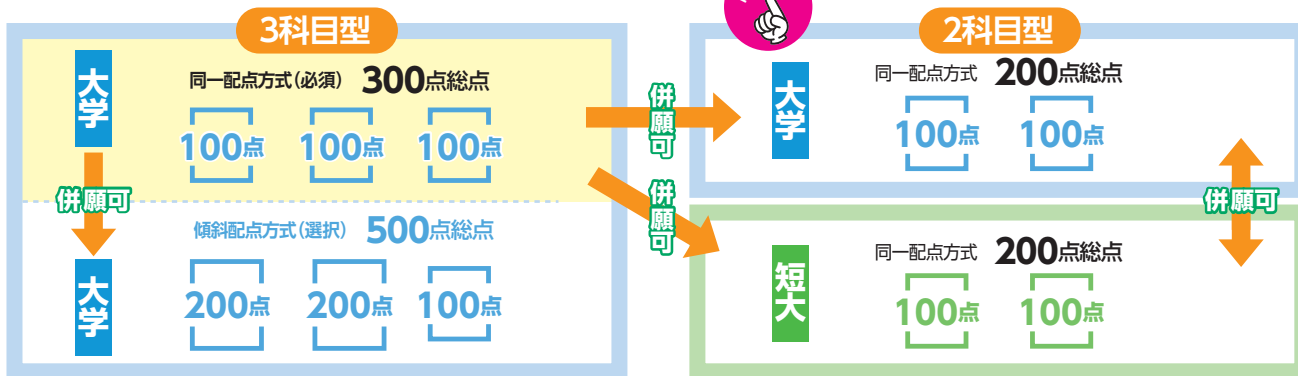 3科目型
大学
同一配点方式(必須) 300点総点
100点 100点 100点
併願可
大学
傾斜配点方式(選択) 500点総点
200点 200点 100点
併願可
併願可
2科目型
大学
同一配点方式 200点総点
100点 100点
併願可
短大
同一配点方式 200点総点
100点 100点